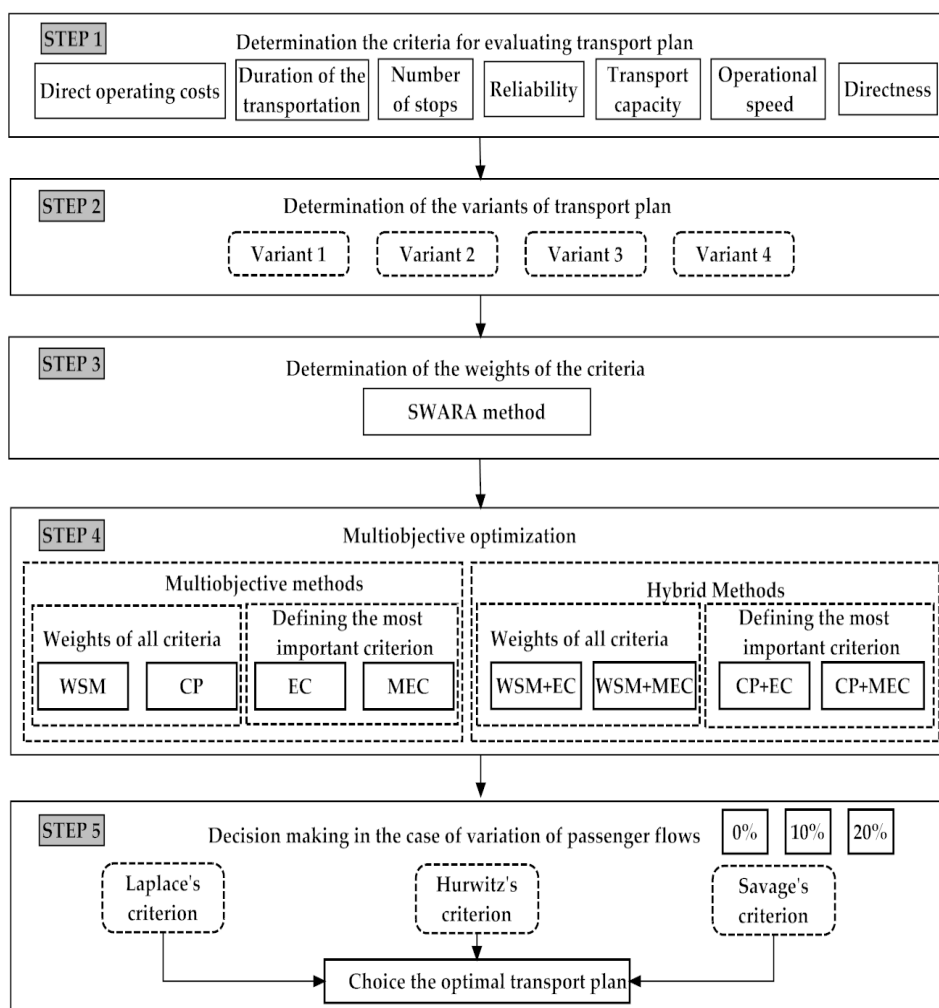 STEP 1
Determination the criteria for evaluating transport plan
Direct operating costs
Duration of the
transportation
Number
of stops
Reliability
Transport
capacity
Operational
speed
Directness
STEP 2
Determination of the variants of transport plan
Variant 1
Variant 2
Variant 3
Variant 4
STEP 3
Determination of the weights of the criteria
SWARA method
STEP 4
Multiobjective optimization
Multiobjective methods
Weights of all criteria
WSM
CP
Defining the most
important criterion
EC
MEC
Hybrid Methods
Weights of all criteria
WSM+EC
WSM+MEC
Defining the most
important criterion
CP+EC
CP+MEC
STEP 5
Decision making in the case of variation of passenger flows
0%
10%
20%
Laplace's
criterion
Hurwitz's
criterion
Savage's
criterion
Choice the optimal transport plan